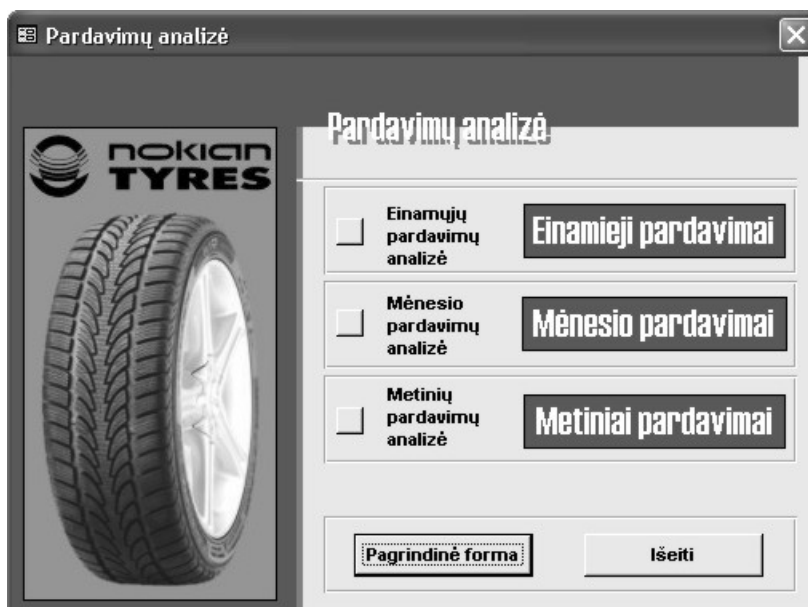 Pardavimų analizė
Pardavimų analizė
nokian
TYRES
Einamųjų
pardavimų
analizė
Einamieji pardavimai
Mėnesio
pardavimų
analizė
Mėnesio pardavimai
Metinių
pardavimų
analizė
Metiniai pardavimai
Pagrindinė forma
Išeiti